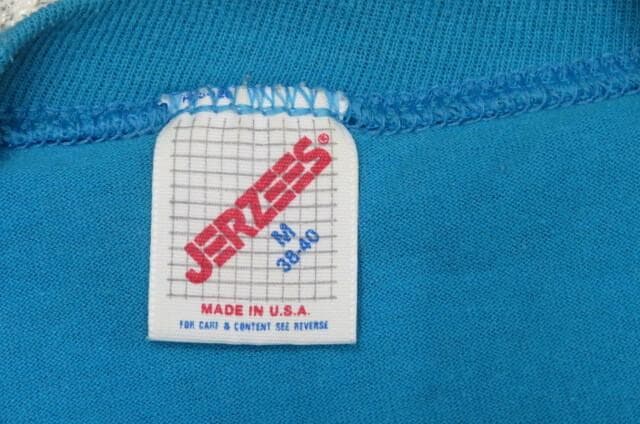 JERZEES®
M
38-40
MADE IN U.S.A.
FOR CARE & CONTENT SEE REVERSE